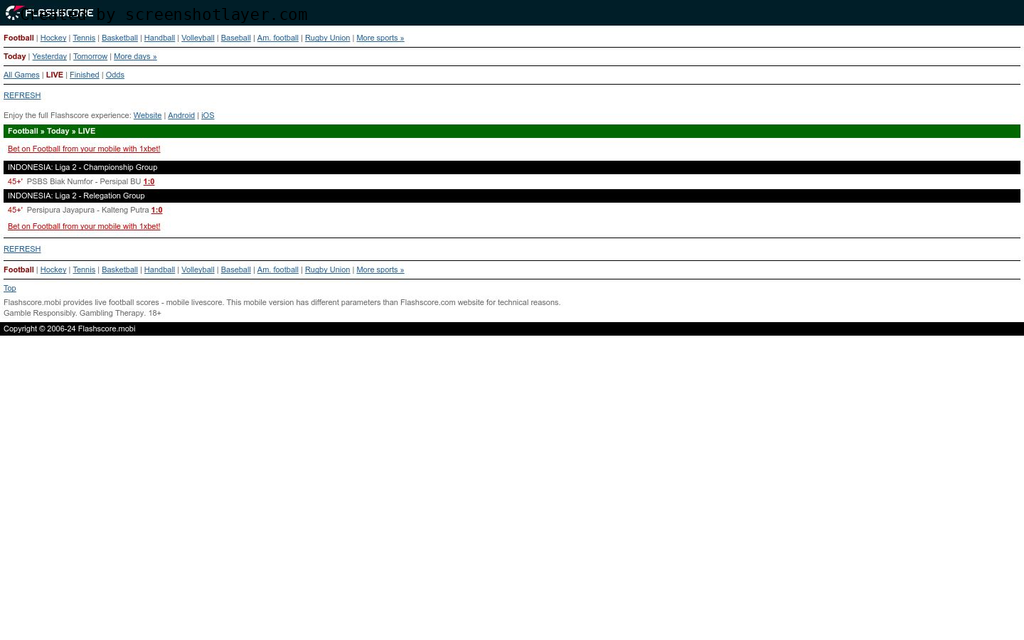 FLASHSCORE
by screenshotlayer.com
Football | Hockey | Tennis | Basketball | Handball | Volleyball | Baseball | Am. football | Rugby Union | More sports »
Today | Yesterday | Tomorrow | More days »
All Games | LIVE | Finished | Odds
REFRESH
Enjoy the full Flashscore experience: Website | Android | iOS
Football » Today » LIVE
Bet on Football from your mobile with 1xbet!
INDONESIA: Liga 2 - Championship Group
45+' PSBS Biak Numfor - Persipal BU 1:0
INDONESIA: Liga 2 - Relegation Group
45+' Persipura Jayapura - Kalteng Putra 1:0
Bet on Football from your mobile with 1xbet!
REFRESH
Football | Hockey | Tennis | Basketball | Handball | Volleyball | Baseball | Am. football | Rugby Union | More sports »
Top
Flashscore.mobi provides live football scores - mobile livescore. This mobile version has different parameters than Flashscore.com website for technical reasons.
Gamble Responsibly. Gambling Therapy. 18+
Copyright © 2006-24 Flashscore.mobi